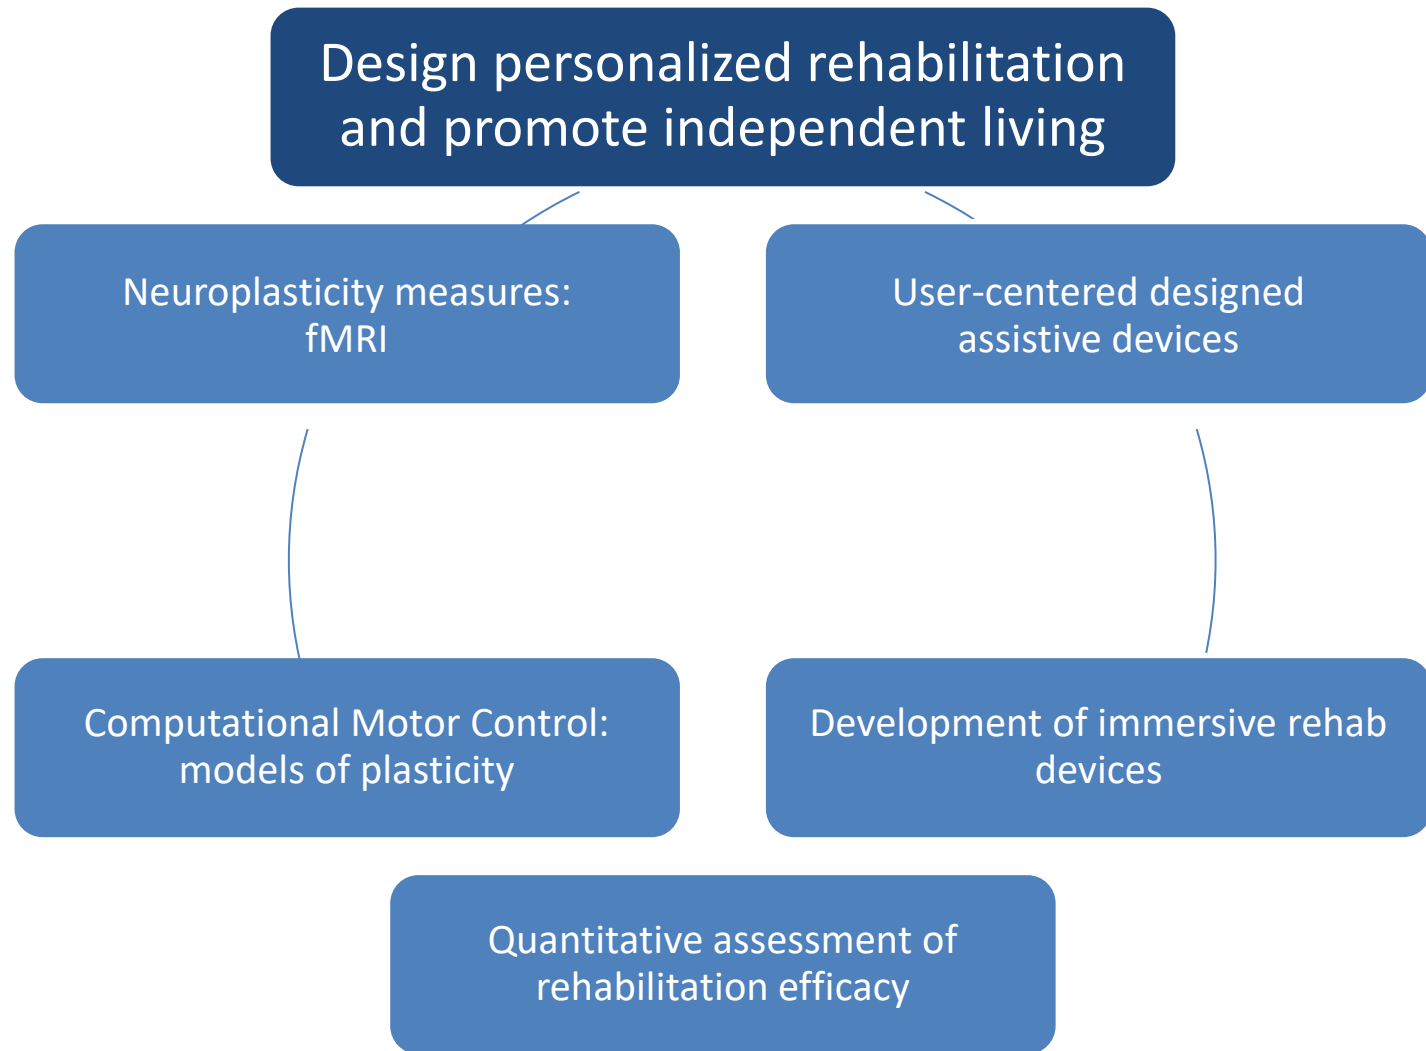 Design personalized rehabilitation
and promote independent living
Neuroplasticity measures:
fMRI
User-centered designed
assistive devices
Computational Motor Control:
models of plasticity
Development of immersive rehab
devices
Quantitative assessment of
rehabilitation efficacy